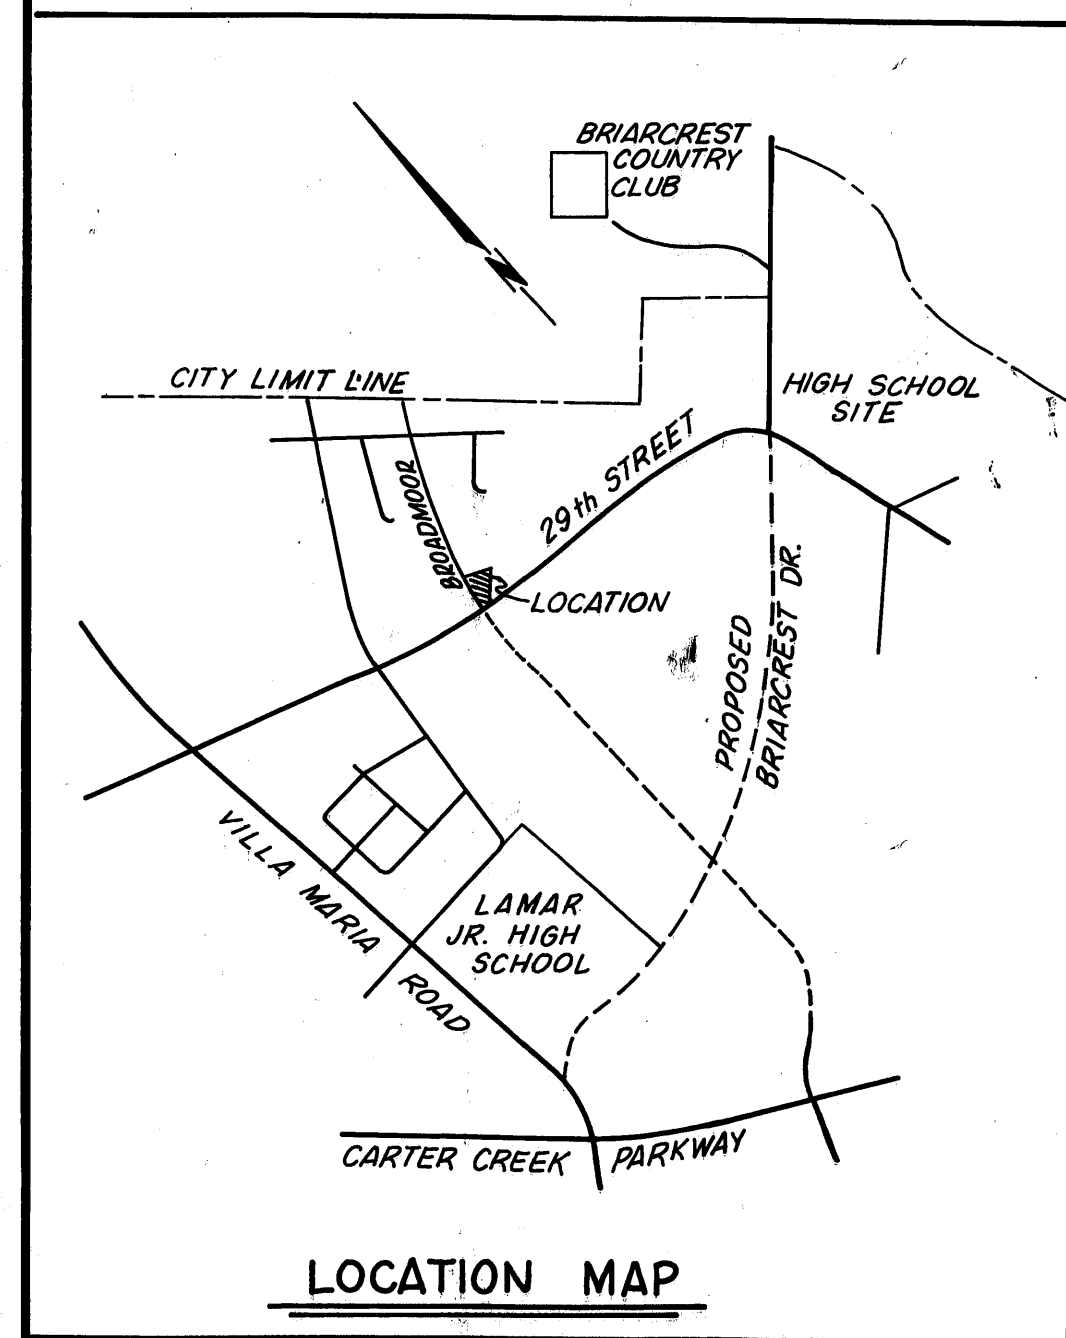 BRIARCREST
COUNTRY
CLUB
CITY LIMIT LINE
HIGH SCHOOL
SITE
29th STREET
BROADMOOR
LOCATION
PROPOSED
BRIARCREST DR.
VILLA MARIA ROAD
LAMAR
JR. HIGH
SCHOOL
CARTER CREEK PARKWAY
LOCATION MAP